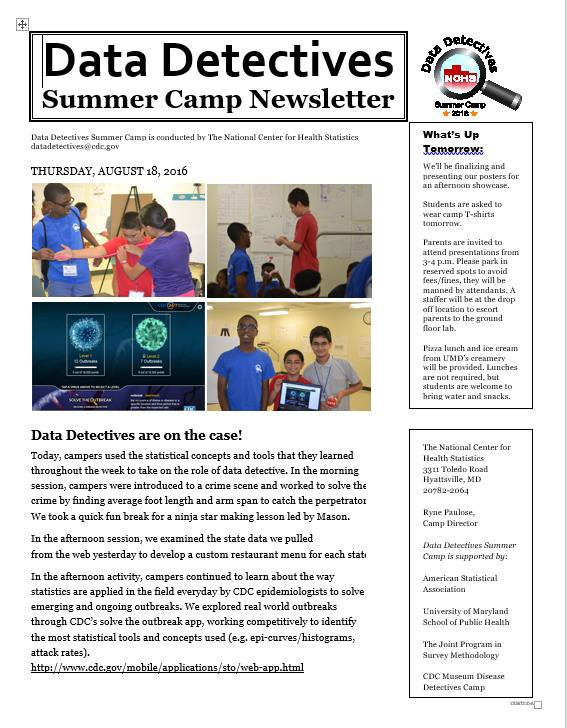 Data Detectives
Summer Camp Newsletter
Data Detectives
NCHS
Summer Camp
2016
Data Detectives Summer Camp is conducted by The National Center for Health Statistics
datadetectives@cdc.gov
THURSDAY, AUGUST 18, 2016
Level 1
12 Outbreaks
Level 2
7 Outbreaks
TAP A VIRUS ABOVE TO SELECT A LEVEL
SOLVE THE OUTBREAK
Data Detectives are on the case!
Today, campers used the statistical concepts and tools that they learned
throughout the week to take on the role of data detective. In the morning
session, campers were introduced to a crime scene and worked to solve the
crime by finding average foot length and arm span to catch the perpetrator
We took a quick fun break for a ninja star making lesson led by Mason.
In the afternoon session, we examined the state data we pulled
from the web yesterday to develop a custom restaurant menu for each state
In the afternoon activity, campers continued to learn about the way
statistics are applied in the field everyday by CDC epidemiologists to solve
emerging and ongoing outbreaks. We explored real world outbreaks
through CDC's solve the outbreak app, working competitively to identify
the most statistical tools and concepts used (e.g. epi-curves/histograms,
attack rates).
http://www.cdc.gov/mobile/applications/sto/web-app.html
What's Up
Tomorrow:
We'll be finalizing and
presenting our posters for
an afternoon showcase.
Students are asked to
wear camp T-shirts
tomorrow.
Parents are invited to
attend presentations from
3-4 p.m. Please park in
reserved spots to avoid
fees/fines, they will be
manned by attendants. A
staffer will be at the drop
off location to escort
parents to the ground
floor lab.
Pizza lunch and ice cream
from UMD's creamery
will be provided. Lunches
are not required, but
students are welcome to
bring water and snacks.
The National Center for
Health Statistics
3311 Toledo Road
Hyattsville, MD
20782-2064
Ryne Paulose,
Camp Director
Data Detectives Summer
Camp is supported by:
American Statistical
Association
University of Maryland
School of Public Health
The Joint Program in
Survey Methodology
CDC Museum Disease
Detectives Camp